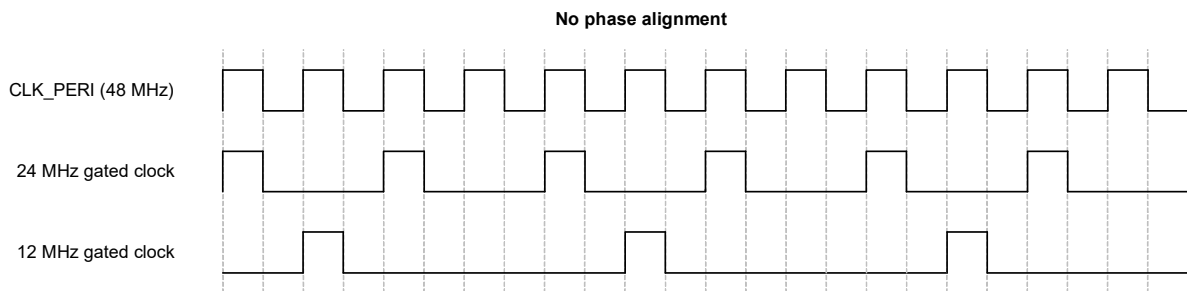 No phase alignment
CLK_PERI (48 MHz)
24 MHz gated clock
12 MHz gated clock